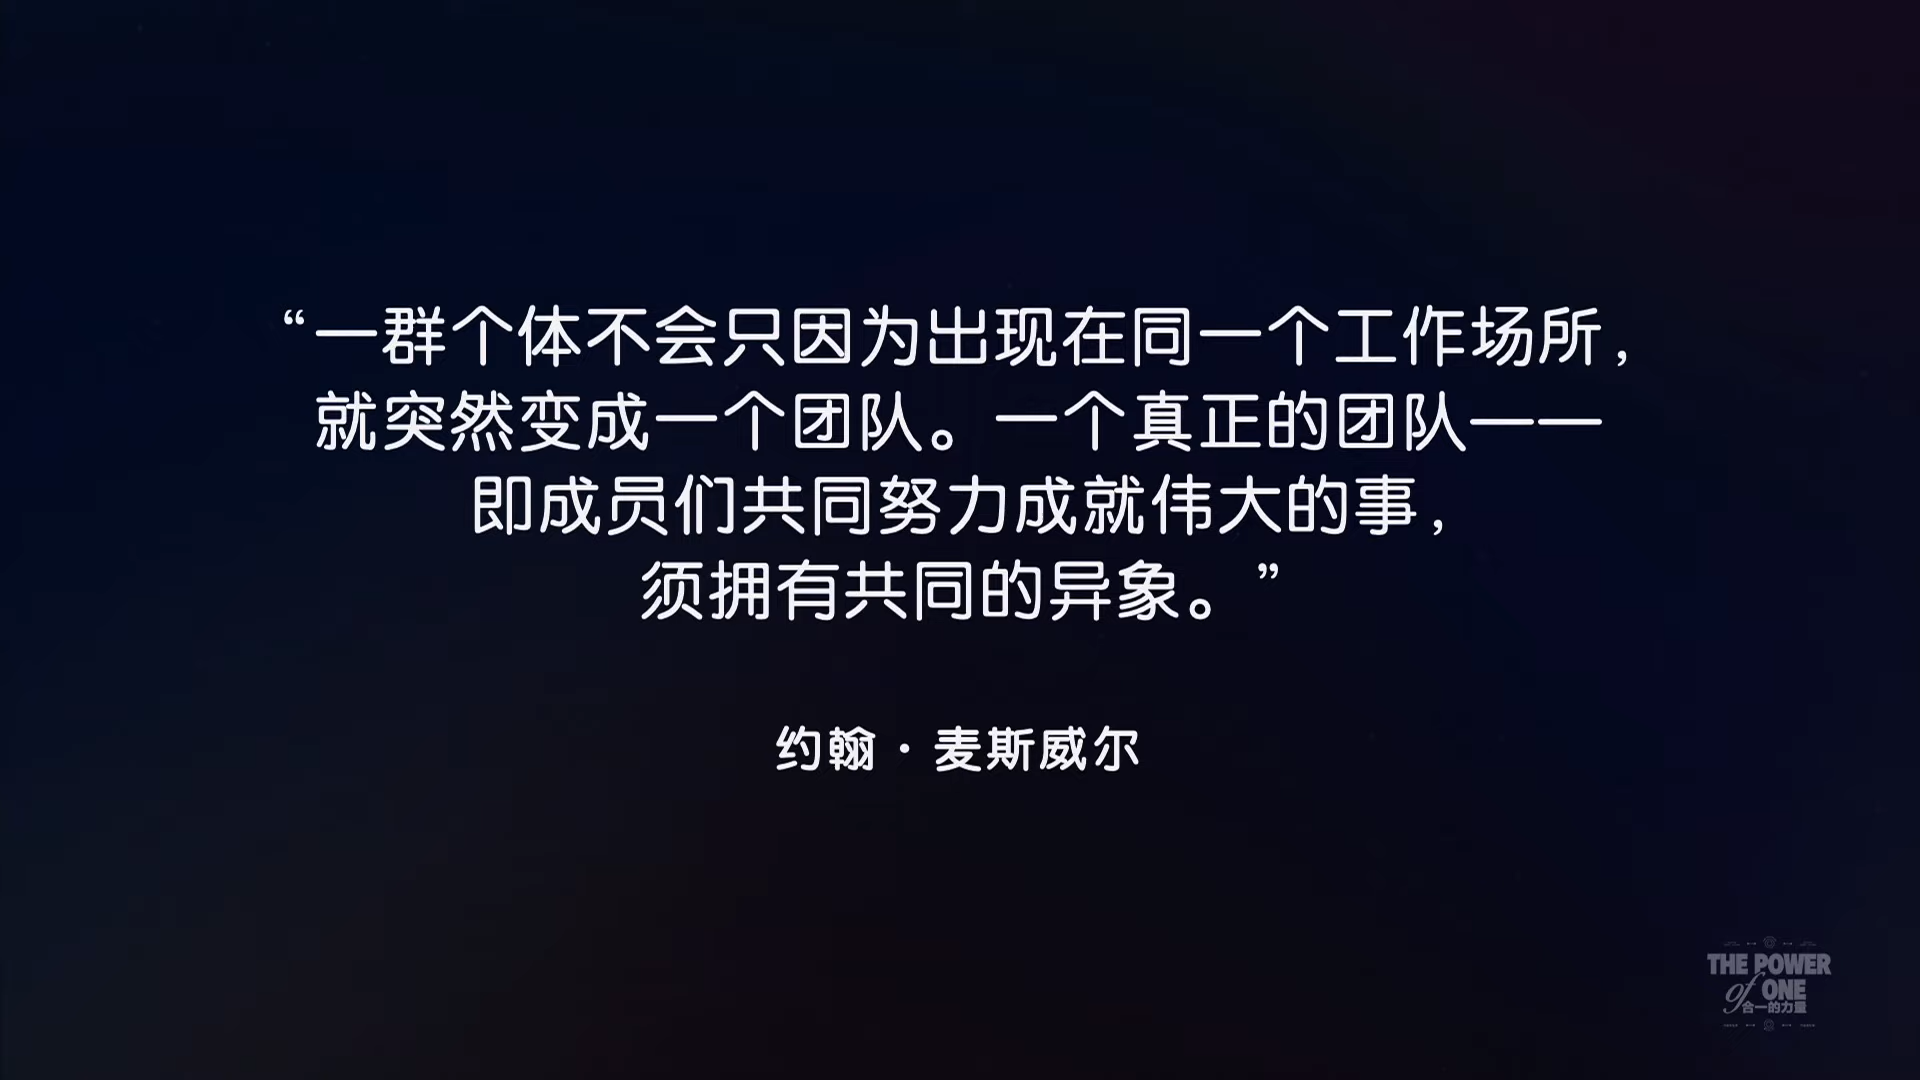 “一群个体不会只因为出现在同一个工作场所，
就突然变成一个团队。一个真正的团队——
即成员们共同努力成就伟大的事，
须拥有共同的异象。”
约翰·麦斯威尔
THE POWER
of ONE
合一的力量